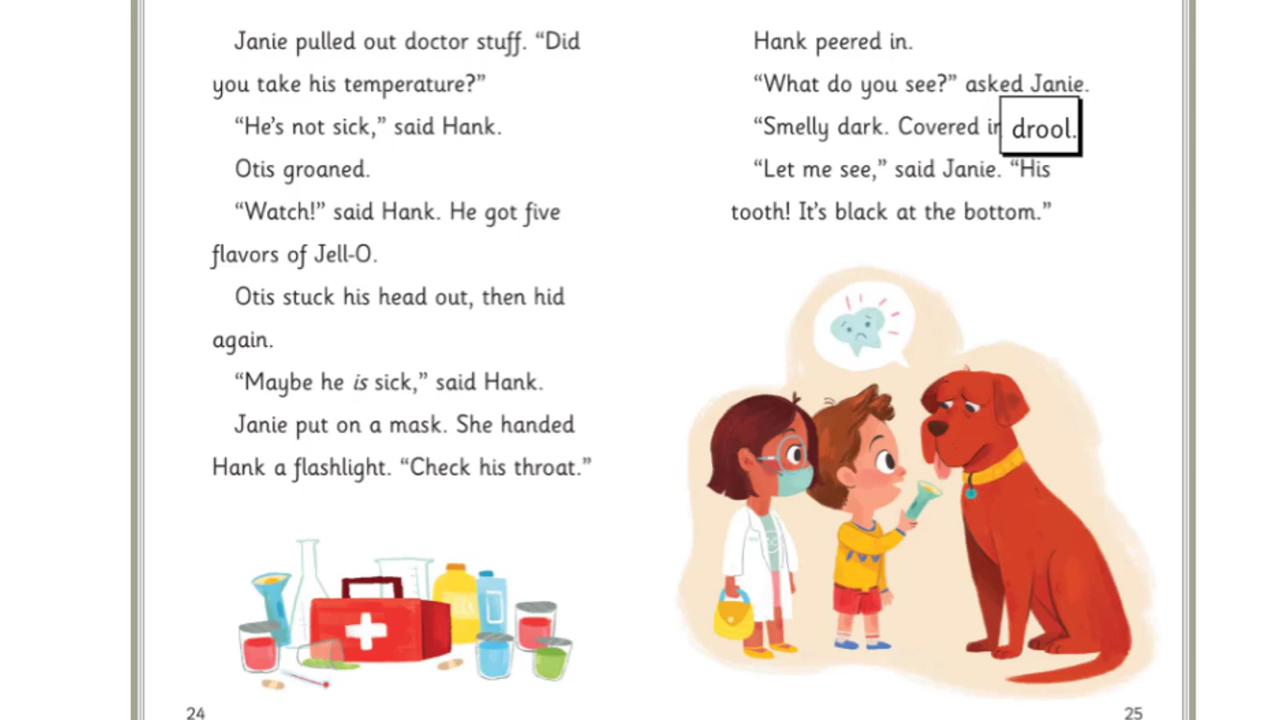 Janie pulled out doctor stuff. “Did
you take his temperature?”
“He’s not sick,” said Hank.
Otis groaned.
“Watch!” said Hank. He got five
flavors of Jell-O.
Otis stuck his head out, then hid
again.
“Maybe he is sick,” said Hank.
Janie put on a mask. She handed
Hank a flashlight. “Check his throat.”
24
Hank peered in.
“What do you see?” asked Janie.
“Smelly dark. Covered in drool.
“Let me see,” said Janie. “His
tooth! It’s black at the bottom.”
25